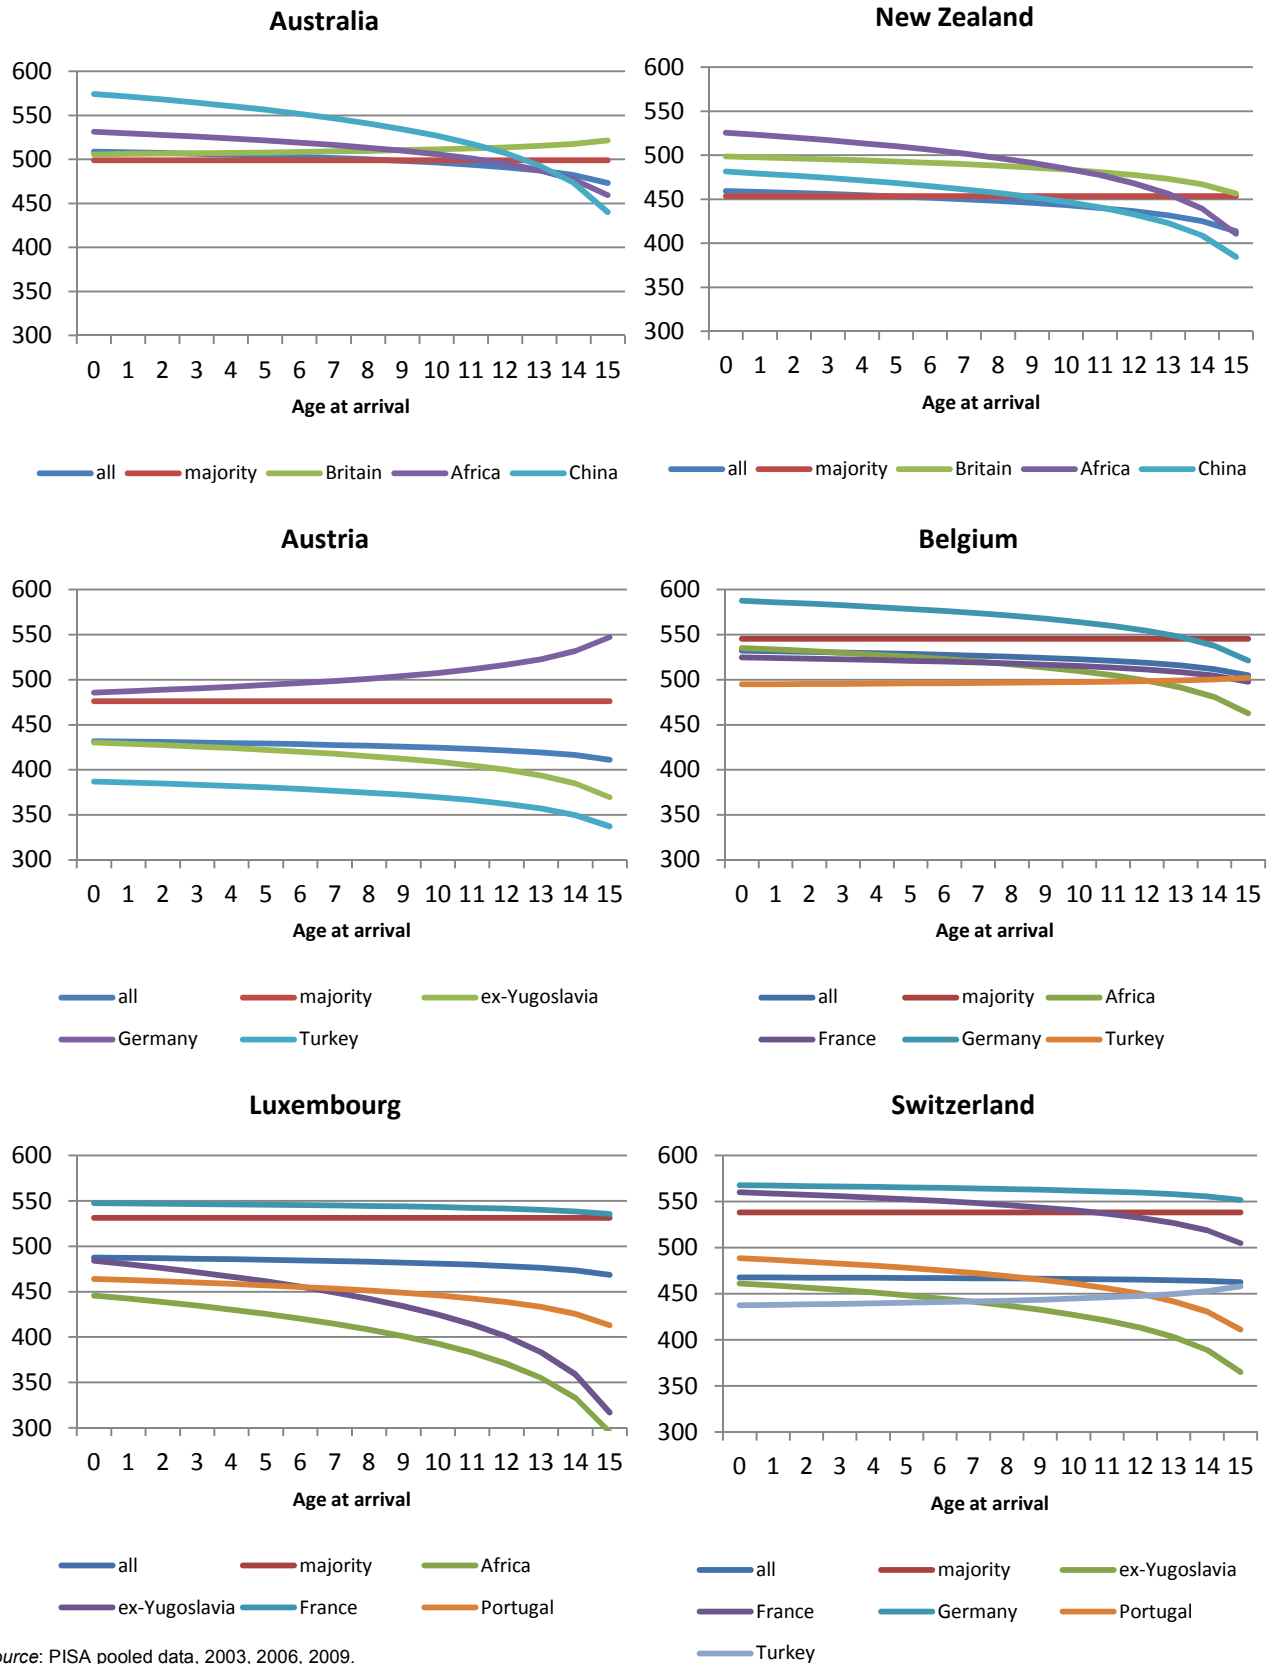 Australia
600
550
500
450
400
350
300
0 1 2 3 4 5 6 7 8 9 10 11 12 13 14 15
Age at arrival
all majority Britain Africa China
New Zealand
600
550
500
450
400
350
300
0 1 2 3 4 5 6 7 8 9 10 11 12 13 14 15
Age at arrival
all majority Britain Africa China
Austria
600
550
500
450
400
350
300
0 1 2 3 4 5 6 7 8 9 10 11 12 13 14 15
Age at arrival
all majority ex-Yugoslavia
Germany Turkey
Belgium
600
550
500
450
400
350
300
0 1 2 3 4 5 6 7 8 9 10 11 12 13 14 15
Age at arrival
all majority Africa
France Germany Turkey
Luxembourg
600
550
500
450
400
350
300
0 1 2 3 4 5 6 7 8 9 10 11 12 13 14 15
Age at arrival
all majority Africa
ex-Yugoslavia France Portugal
Switzerland
600
550
500
450
400
350
300
0 1 2 3 4 5 6 7 8 9 10 11 12 13 14 15
Age at arrival
all majority ex-Yugoslavia
France Germany Portugal
Turkey
ource: PISA pooled data, 2003, 2006, 2009.